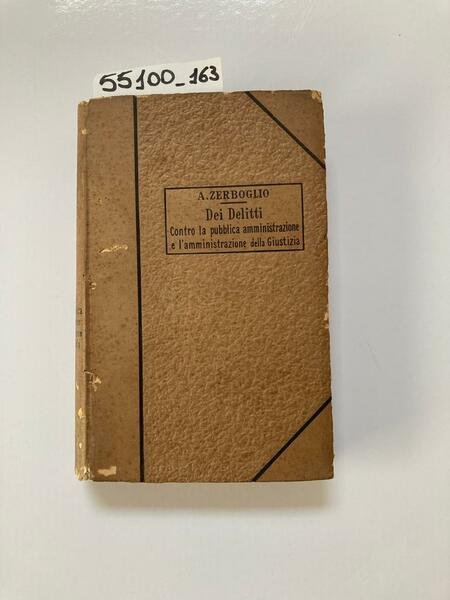 55100_163
A. ZERBOGLIO
Dei Delitti
Contro la pubblica amministrazione
e l'amministrazione della Giustizia